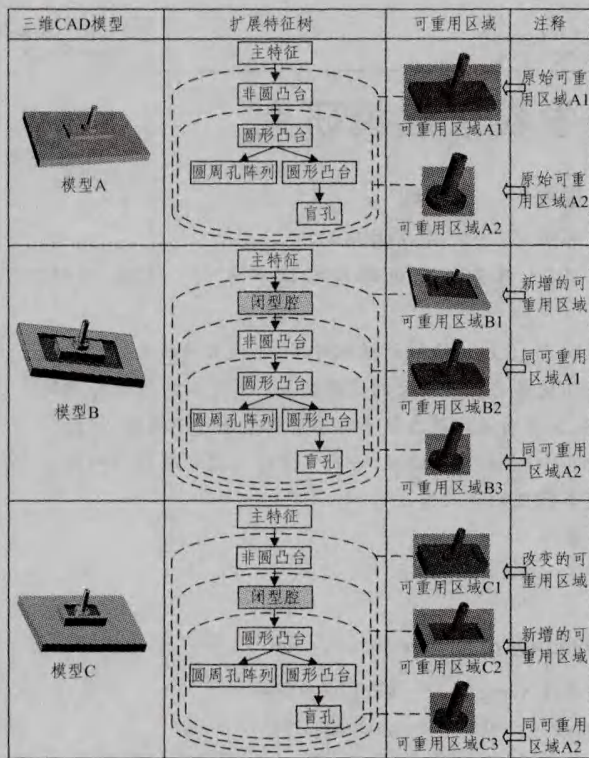 三维CAD模型
扩展特征树
可重用区域
注释
模型A
主特征
非圆凸台
圆形凸台
圆周孔阵列
圆形凸台
盲孔
可重用区域A1
可重用区域A2
原始可重
用区域A1
原始可重
用区域A2
模型B
主特征
闭型腔
非圆凸台
圆形凸台
圆周孔阵列
圆形凸台
盲孔
可重用区域B1
可重用区域B2
可重用区域B3
新增的可
重用区域
同可重用
区域A1
同可重用
区域A2
模型C
主特征
非圆凸台
闭型腔
圆形凸台
圆周孔阵列
圆形凸台
盲孔
可重用区域C1
可重用区域C2
可重用区域C3
改变的可
重用区域
新增的可
重用区域
同可重用
区域A2